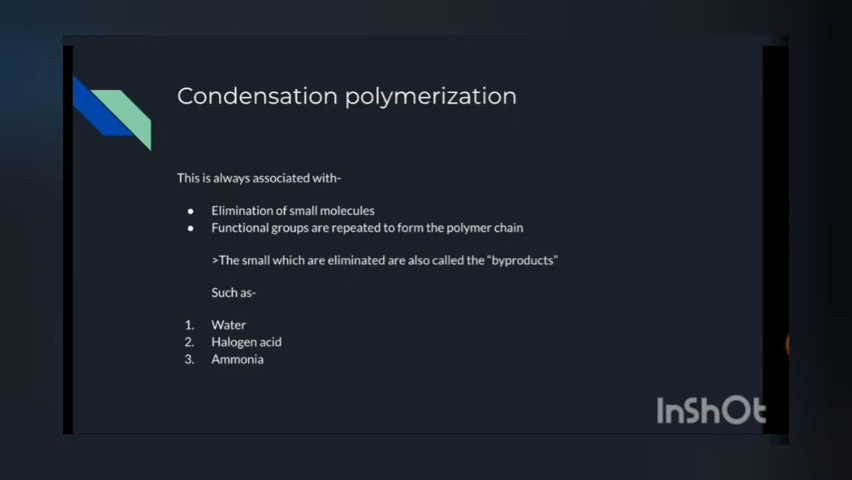 Condensation polymerization
This is always associated with-
● Elimination of small molecules
● Functional groups are repeated to form the polymer chain
>The small which are eliminated are also called the “byproducts”
Such as-
1. Water
2. Halogen acid
3. Ammonia
InShOt